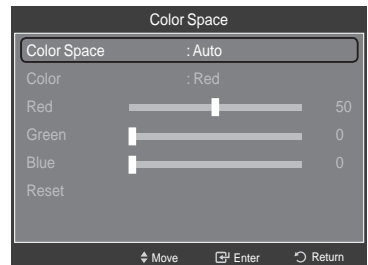 Color Space
Color Space : Auto
Color : Red
Red 50
Green 0
Blue 0
Reset
Move Enter Return